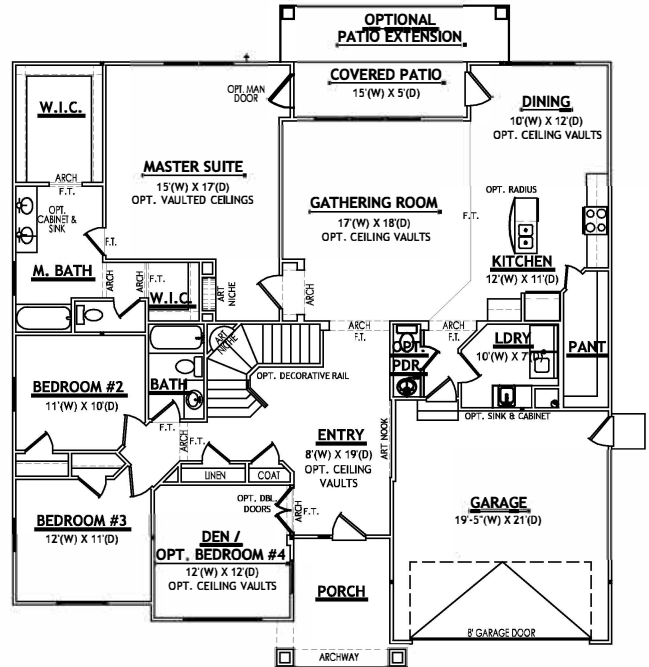 OPTIONAL
PATIO EXTENSION
COVERED PATIO
15'(W) X 5'(D)
OPT. MAN
DOOR
W.I.C.
DINING
10'(W) X 12'(D)
OPT. CEILING VAULTS
MASTER SUITE
15'(W) X 17'(D)
OPT. VAULTED CEILINGS
ARCH
F.T.
OPT.
CABINET
& SINK
F.T.
GATHERING ROOM
17'(W) X 18'(D)
OPT. CEILING VAULTS
F.T.
OPT. RADIUS
KITCHEN
12'(W) X 11'(D)
M. BATH
ARCH
ARCH
F.T.
W.I.C.
ART
NICHE
ARCH
ARCH
F.T.
ARCH
F.T.
ART
NICHE
OPT.
PDR.
LDRY
10'(W) X 7'(D)
PANT
OPT. DECORATIVE RAIL
BEDROOM #2
11'(W) X 10'(D)
BATH
F.T.
ARCH
F.T.
OPT. SINK & CABINET
ENTRY
8'(W) X 19'(D)
OPT. CEILING
VAULTS
ART NOOK
LINEN
COAT
OPT. DBL.
DOORS
ARCH
F.T.
GARAGE
19'-5"(W) X 21'(D)
BEDROOM #3
12'(W) X 11'(D)
DEN /
OPT. BEDROOM #4
12'(W) X 12'(D)
OPT. CEILING VAULTS
PORCH
8' GARAGE DOOR
ARCHWAY